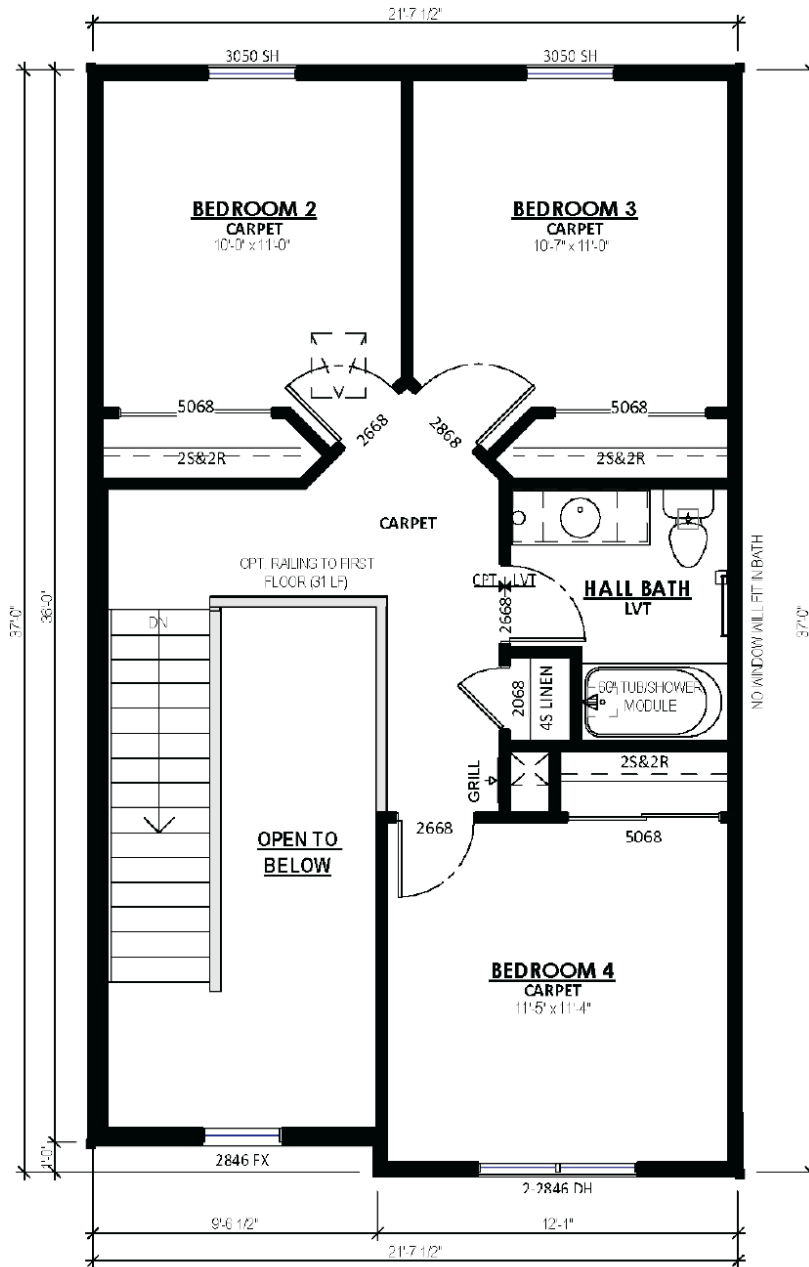 21'-7 1/2"
3050 SH
3050 SH
BEDROOM 2
CARPET
10'-0" x 11'-0"
BEDROOM 3
CARPET
10'-7" x 11'-0"
5068
2668
2868
5068
2S&2R
2S&2R
CARPET
OPT. RAILING TO FIRST
FLOOR (31 LF)
CPT
LVT
HALL BATH
LVT
2668
NO WINDOW WILL FIT IN BATH
37'-0"
36'-0"
37'-0"
DN
2068
4S LINEN
60" TUB/SHOWER
MODULE
GRILL
2S&2R
2668
5068
OPEN TO
BELOW
BEDROOM 4
CARPET
11'-5" x 11'-4"
1'-0"
2846 FX
2-2846 DH
9'-6 1/2"
12'-1"
21'-7 1/2"